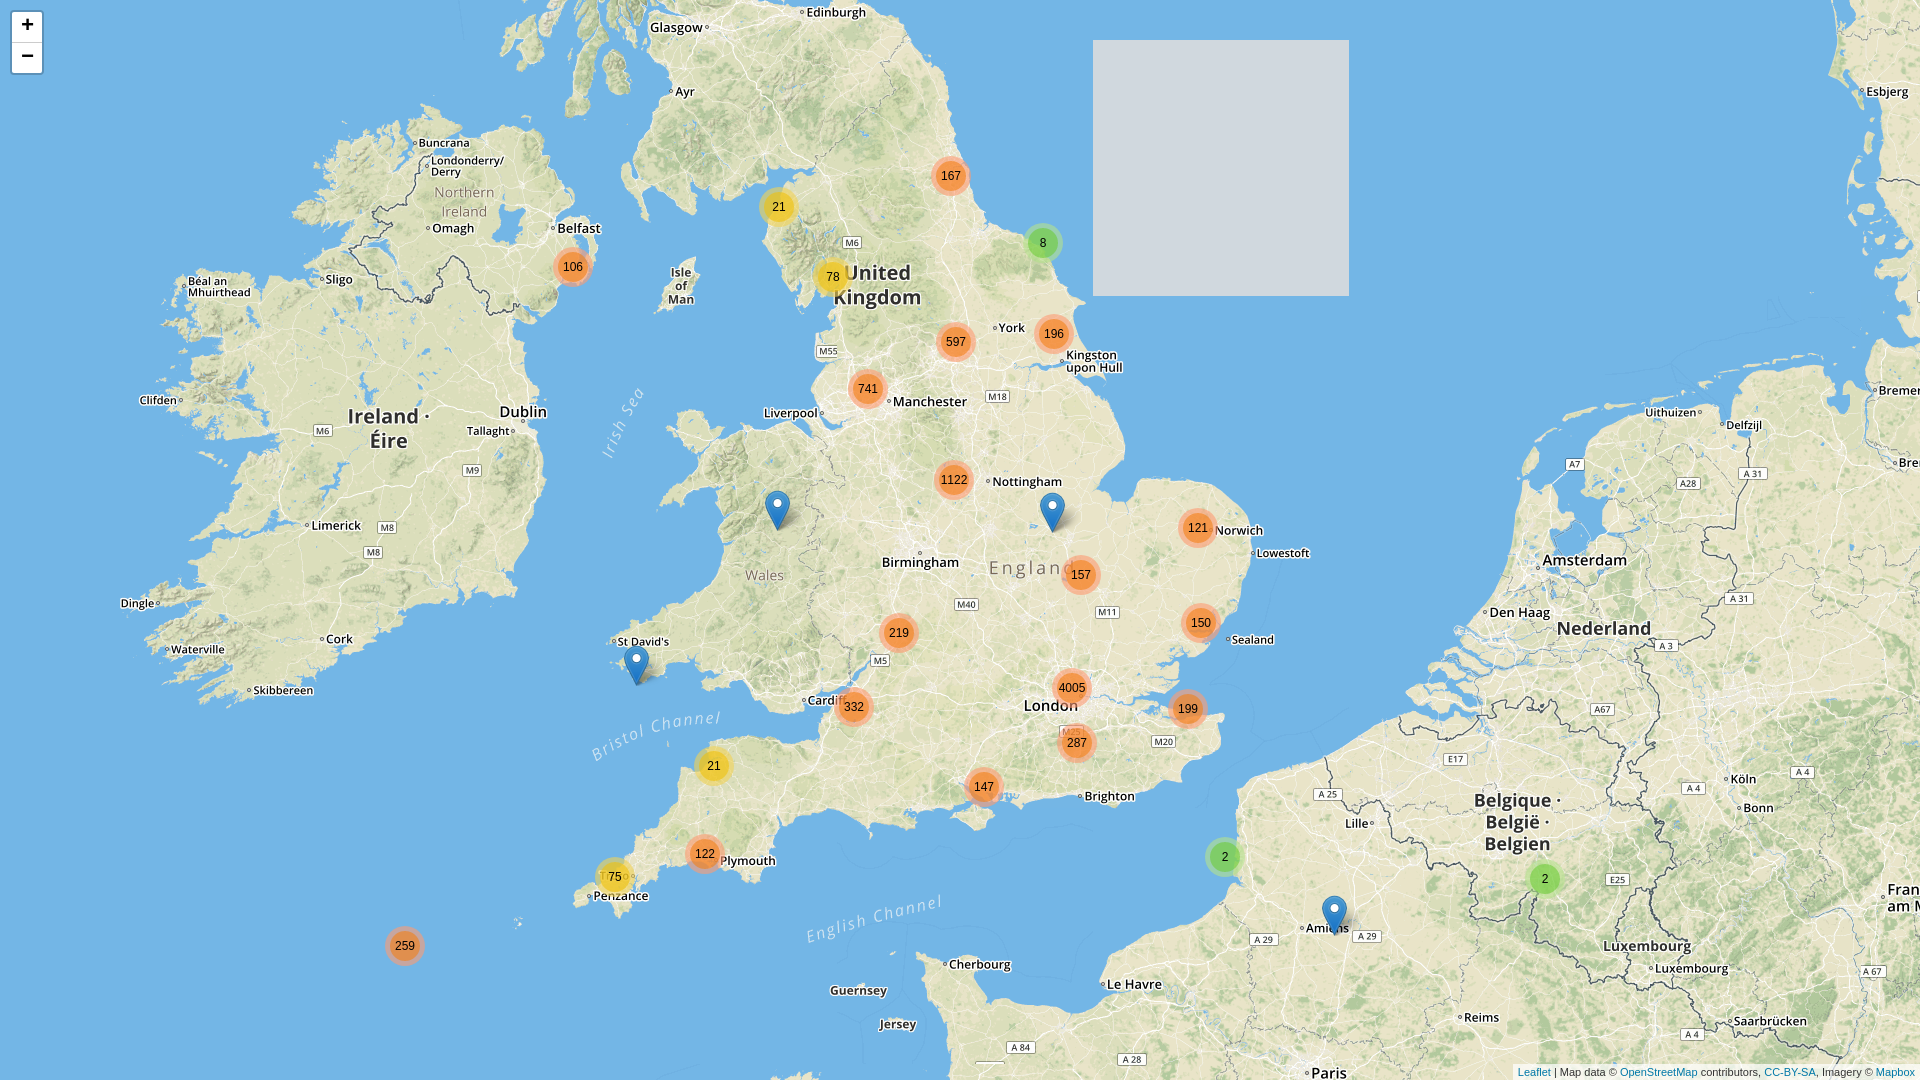 +
−
Edinburgh
Glasgow
Ayr
Esbjerg
Buncrana
Londonderry/
Derry
Northern
Ireland
Omagh
Belfast
167
21
8
M6
106
78
United
Kingdom
Isle
of
Man
Sligo
Béal an
Mhuirthead
York
196
597
M55
Kingston
upon Hull
741
M18
Manchester
Liverpool
Clifden
Ireland ·
Éire
Dublin
Tallaght
M6
M9
Irish Sea
Uithuizen
Delfzijl
A7
A 31
A28
1122
Nottingham
Limerick
M8
M8
121
Norwich
Lowestoft
Birmingham
England
157
Wales
Amsterdam
A 31
Dingle
M40
M11
Den Haag
Nederland
219
150
Sealand
A 3
Cork
Waterville
St David's
M5
Skibbereen
4005
London
332
199
A67
Bristol Channel
M20
287
E17
21
147
Brighton
A 25
A 4
Köln
A 4
Bonn
Lille
Belgique ·
België ·
Belgien
122
Plymouth
2
75
Penzance
2
E25
English Channel
259
Amiens
A 29
A 29
Luxembourg
Luxembourg
A 67
Cherbourg
Le Havre
Guernsey
Jersey
Reims
Saarbrücken
A 4
A 84
A 28
Paris
Leaflet | Map data © OpenStreetMap contributors, CC-BY-SA, Imagery © Mapbox